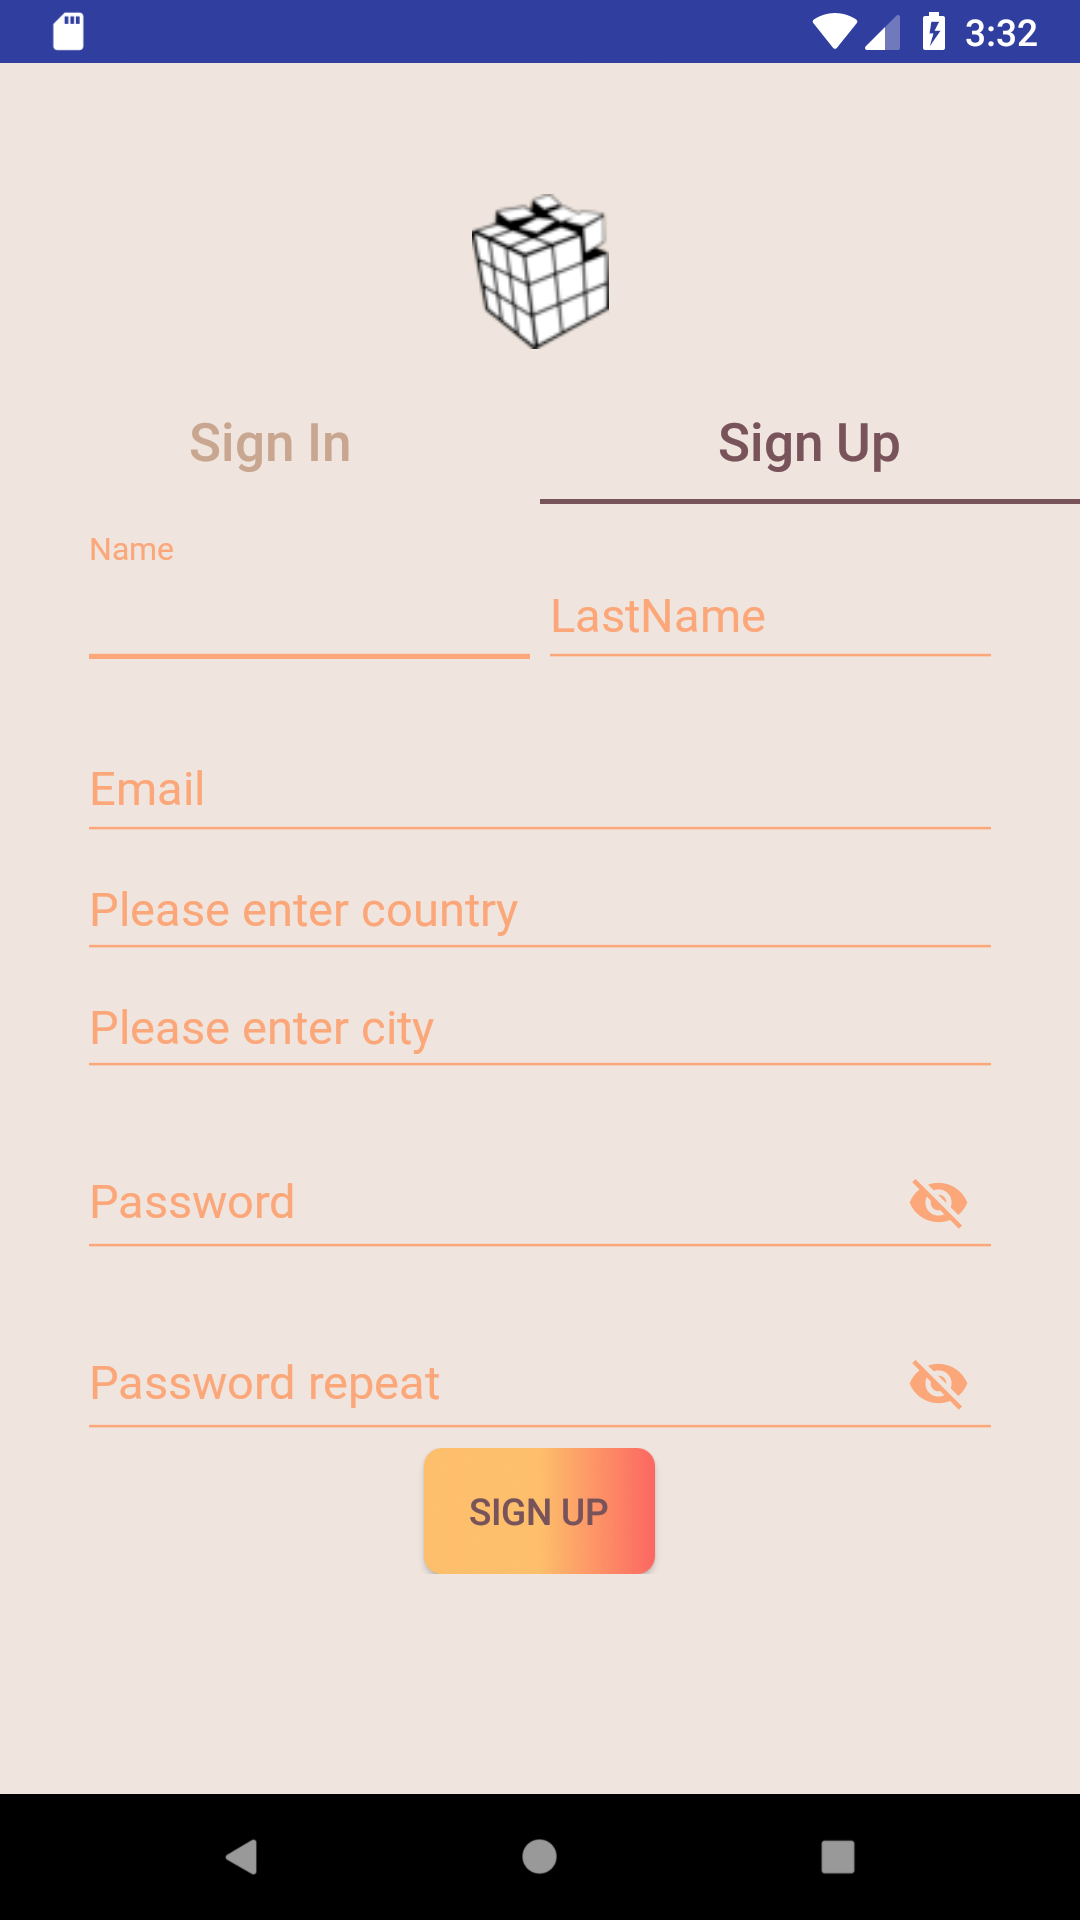 3:32
Sign In Sign Up
Name
LastName
Email
Please enter country
Please enter city
Password
Password repeat
SIGN UP